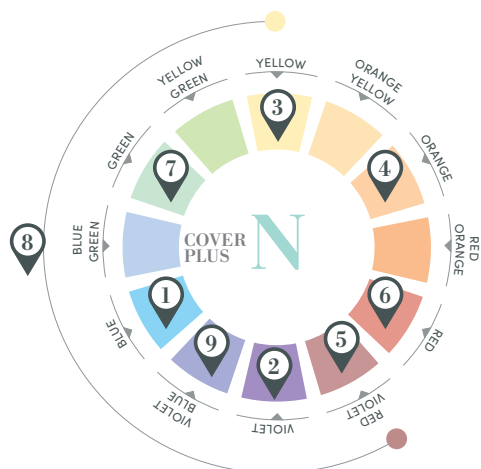 YELLOW
ORANGE
YELLOW
ORANGE
RED
ORANGE
RED
RED
VIOLET
VIOLET
VIOLET
BLUE
BLUE
BLUE
GREEN
GREEN
YELLOW
GREEN
3
4
6
5
2
9
1
7
8
COVER
PLUS
N